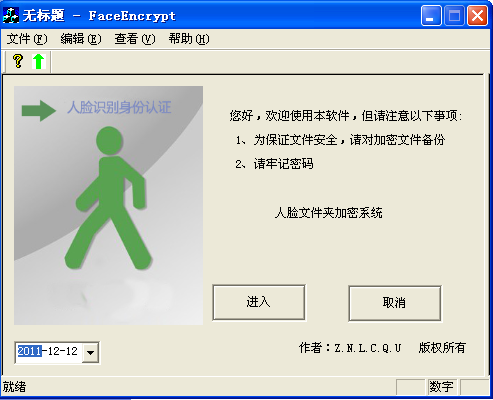 无标题 - FaceEncrypt
文件(F) 编辑(E) 查看(V) 帮助(H)
人脸识别身份认证
您好，欢迎使用本软件，但请注意以下事项:
1、为保证文件安全，请对加密文件备份
2、请牢记密码
人脸文件夹加密系统
进入 取消
2011-12-12
作者：Z.N.L.C.Q.U 版权所有
就绪 数字